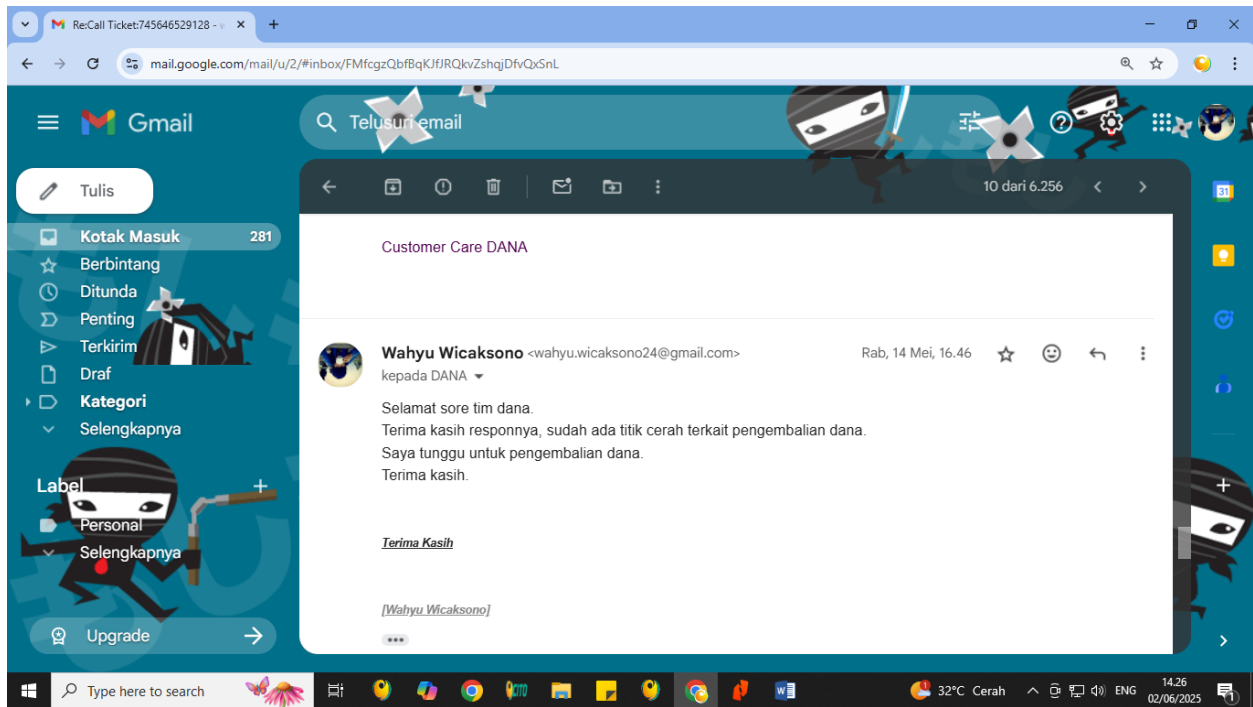 Re:Call Ticket:745646529128 - w
mail.google.com/mail/u/2/#inbox/FMfcgzQbfBqKJfJRQkvZshqjDfvQxSnL
Gmail
Telusuri email
Tulis
10 dari 6.256
31
Kotak Masuk 281
Berbintang
Ditunda
Penting
Terkirim
Draf
Kategori
Selengkapnya
Label
Personal
Selengkapnya
Upgrade
Customer Care DANA
Wahyu Wicaksono <wahyu.wicaksono24@gmail.com> Rab, 14 Mei, 16.46
kepada DANA
Selamat sore tim dana.
Terima kasih responnya, sudah ada titik cerah terkait pengembalian dana.
Saya tunggu untuk pengembalian dana.
Terima kasih.
Terima Kasih
[Wahyu Wicaksono]
Type here to search
32°C Cerah
ENG
14.26
02/06/2025